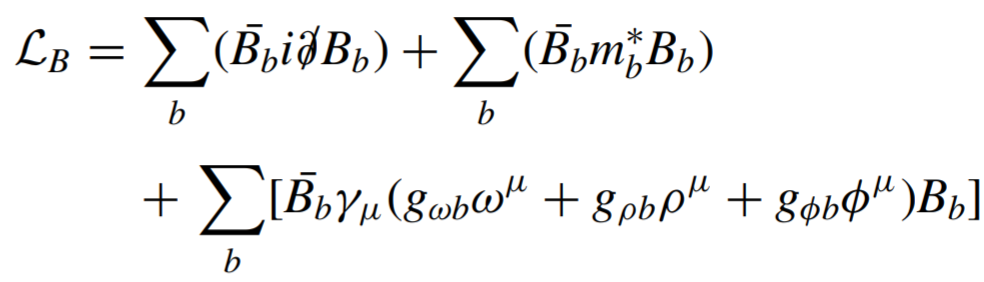 ℒ_B = ∑_b (B̄_b i∂̸ B_b) + ∑_b (B̄_b m_b^* B_b)
+ ∑_b [B̄_b γ_μ (g_{ωb} ω^μ + g_{ρb} ρ^μ + g_{ϕb} ϕ^μ) B_b]